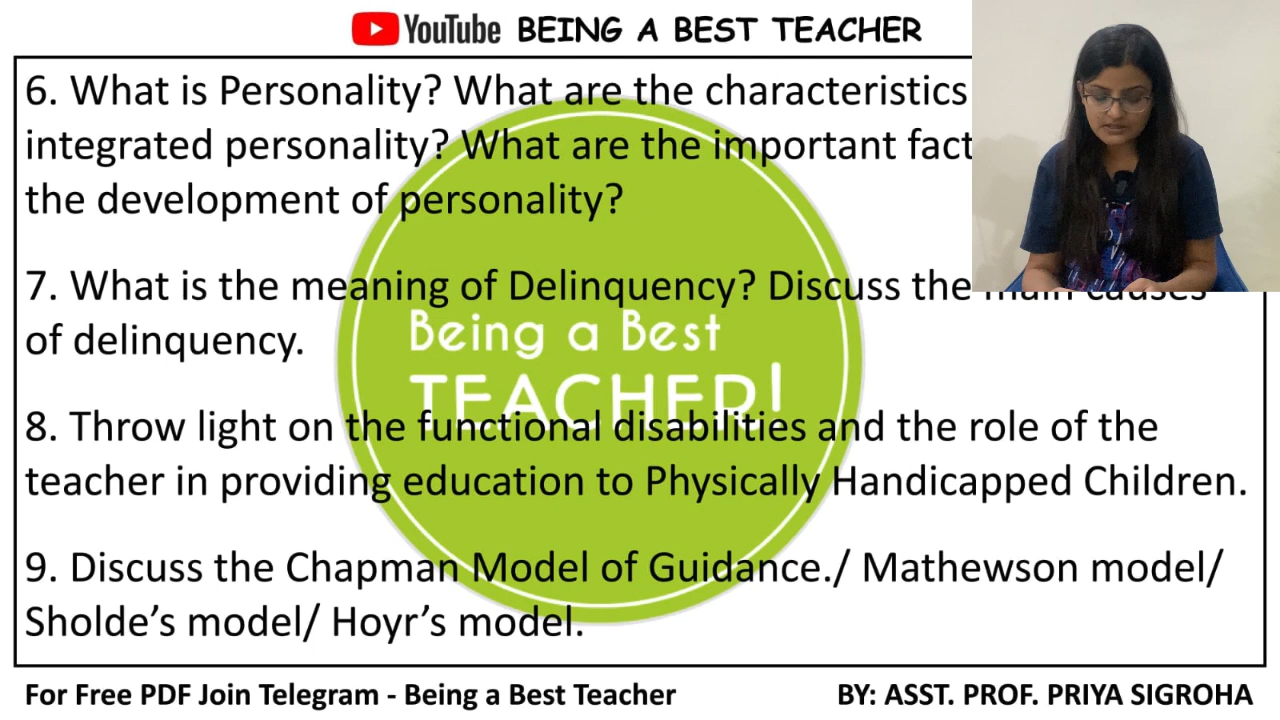 YouTube BEING A BEST TEACHER
6. What is Personality? What are the characteristics
integrated personality? What are the important
the development of personality?
7. What is the meaning of Delinquency? Discuss the main causes
of delinquency.
Being a Best
TEACHER!
8. Throw light on the functional disabilities and the role of the
teacher in providing education to Physically Handicapped Children.
9. Discuss the Chapman Model of Guidance./ Mathewson model/
Sholde’s model/ Hoyr’s model.
For Free PDF Join Telegram - Being a Best Teacher
BY: ASST. PROF. PRIYA SIGROHA